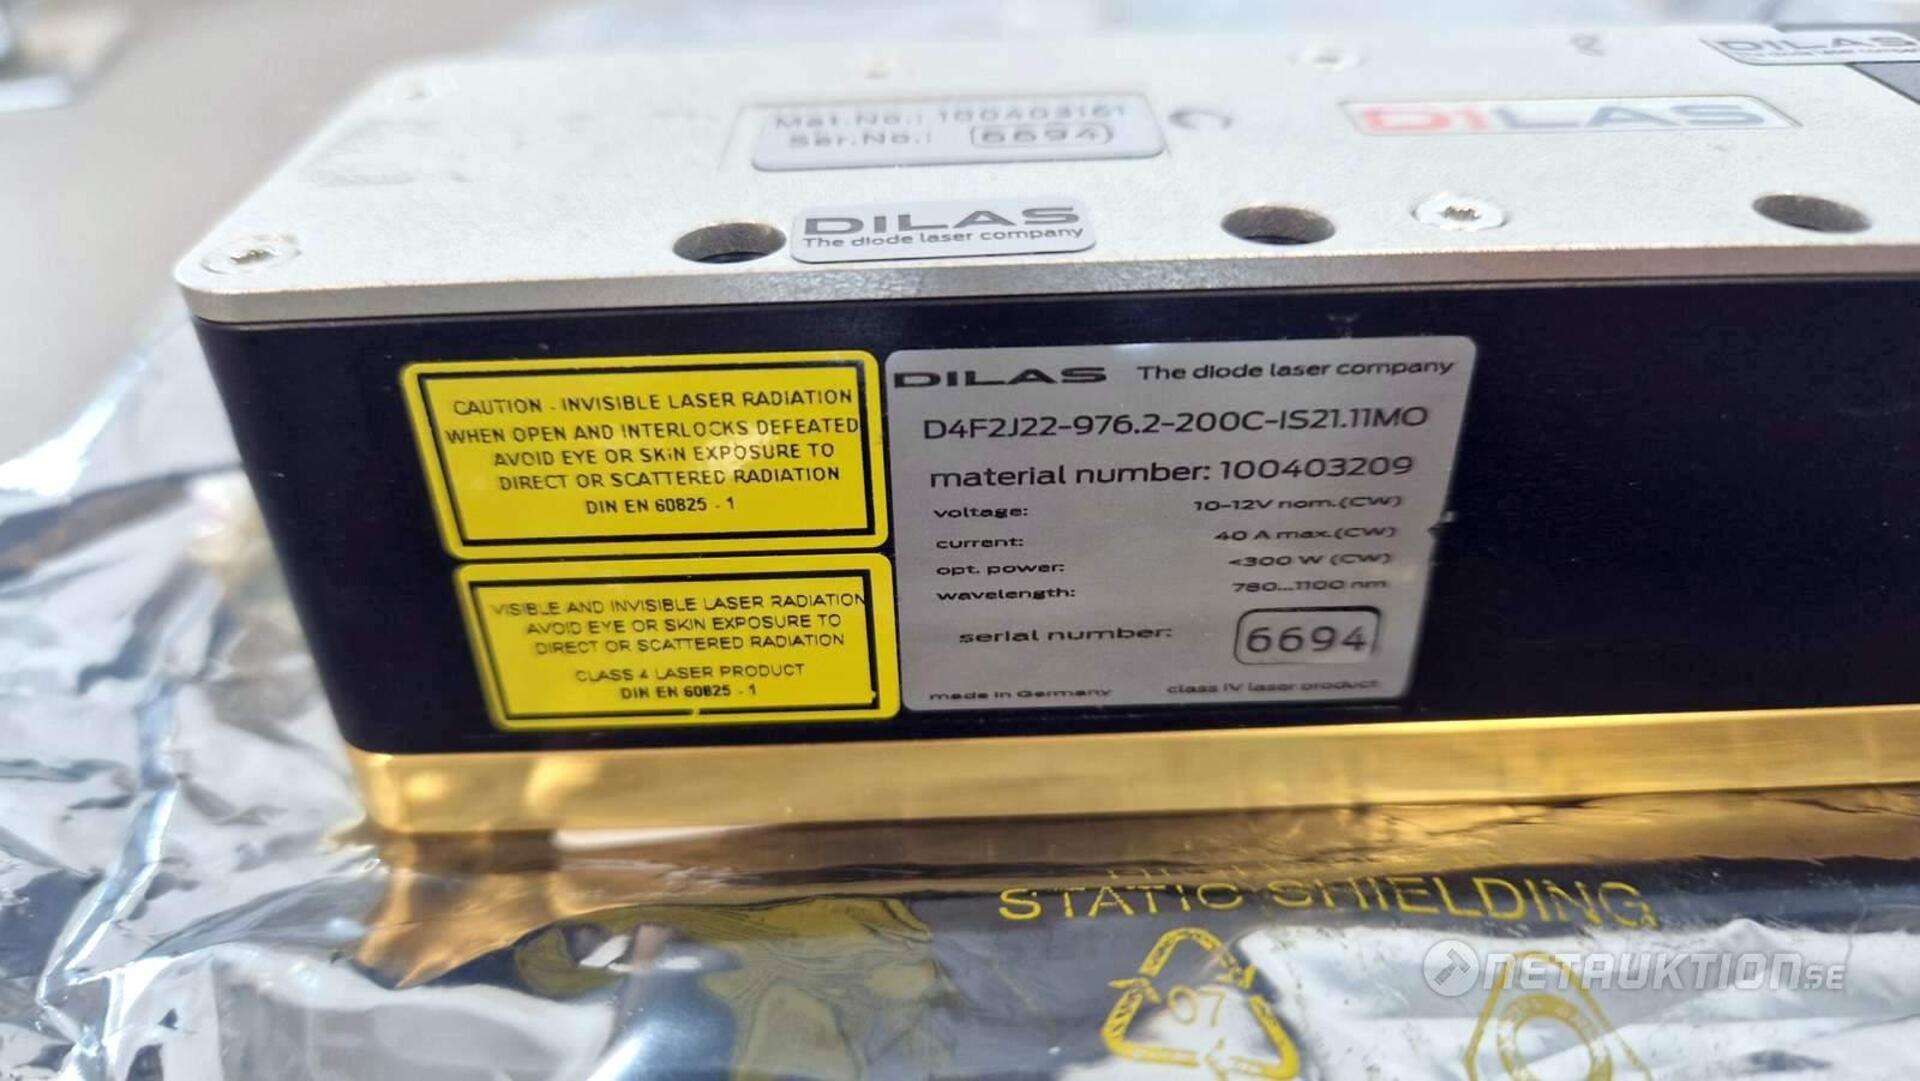 DILAS
Mat.No.: 100403161
Ser.No.: 6694
DILAS
DILAS
The diode laser company
CAUTION - INVISIBLE LASER RADIATION
WHEN OPEN AND INTERLOCKS DEFEATED
AVOID EYE OR SKIN EXPOSURE TO
DIRECT OR SCATTERED RADIATION
DIN EN 60825 - 1
VISIBLE AND INVISIBLE LASER RADIATION
AVOID EYE OR SKIN EXPOSURE TO
DIRECT OR SCATTERED RADIATION
CLASS 4 LASER PRODUCT
DIN EN 60825 - 1
DILAS The diode laser company
D4F2J22-976.2-200C-IS21.11MO
material number: 100403209
voltage: 10-12V nom.(CW)
current: 40 A max.(CW)
opt. power: <300 W (CW)
wavelength: 780...1100 nm
serial number: 6694
made in Germany class IV laser product
STATIC SHIELDING
07
NETAUKTION.SE